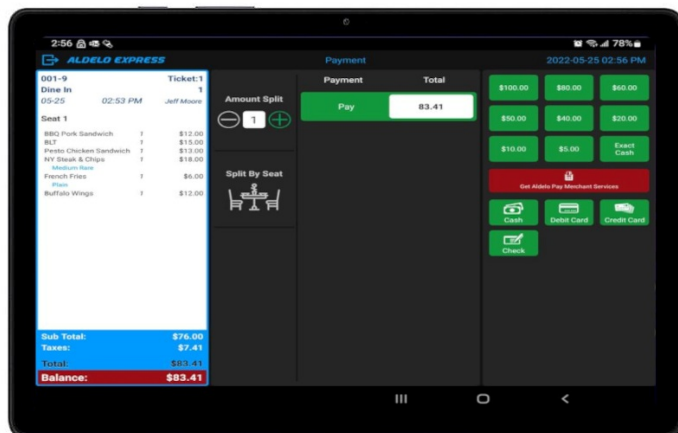 2:56
78%
ALDELO EXPRESS
Payment
2022-05-25 02:56 PM
001-9 Ticket:1
Dine In 1
05-25 02:53 PM Jeff Moore
Seat 1
BBQ Pork Sandwich 1 $12.00
BLT 1 $15.00
Pesto Chicken Sandwich 1 $13.00
NY Steak & Chips 1 $18.00
Medium Rare
French Fries 1 $6.00
Plain
Buffalo Wings 1 $12.00
Sub Total: $76.00
Taxes: $7.41
Total: $83.41
Balance: $83.41
Amount Split
1
Split By Seat
Payment Total
Pay 83.41
$100.00 $80.00 $60.00
$50.00 $40.00 $20.00
$10.00 $5.00 Exact
Cash
Get Aldelo Pay Merchant
Services
Cash Debit Card Credit Card
Check